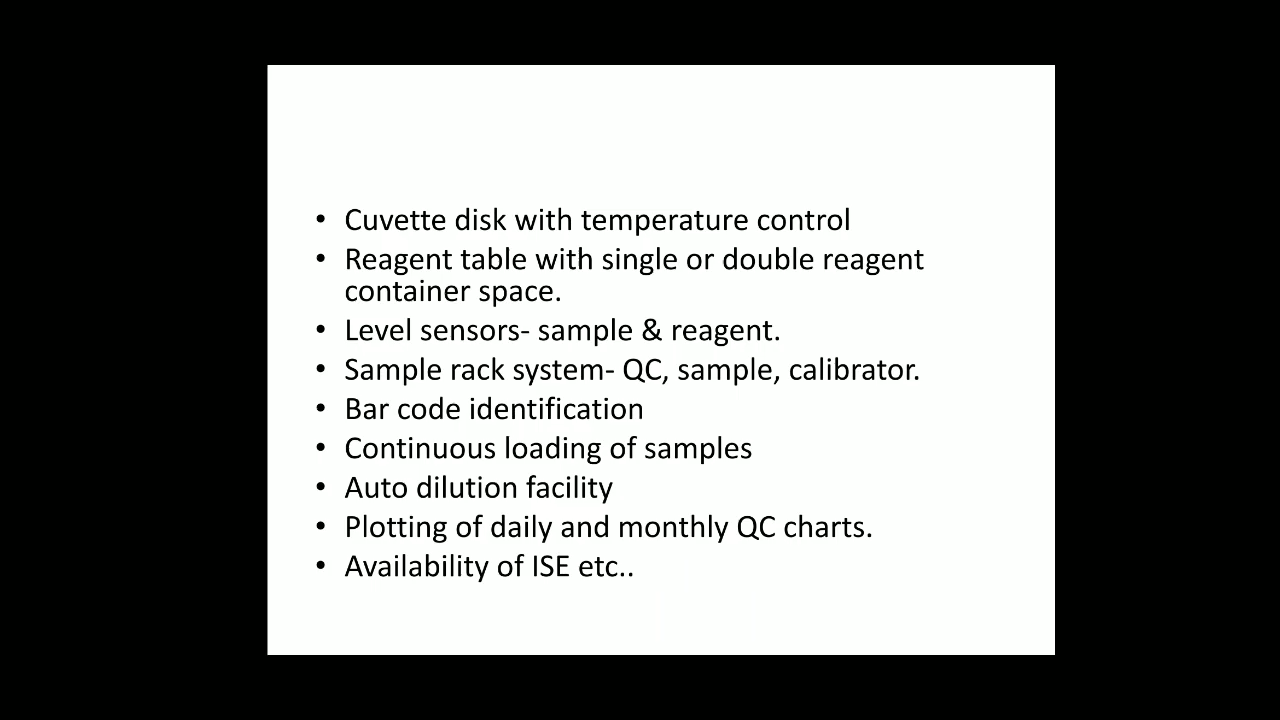 • Cuvette disk with temperature control
• Reagent table with single or double reagent
container space.
• Level sensors- sample & reagent.
• Sample rack system- QC, sample, calibrator.
• Bar code identification
• Continuous loading of samples
• Auto dilution facility
• Plotting of daily and monthly QC charts.
• Availability of ISE etc..